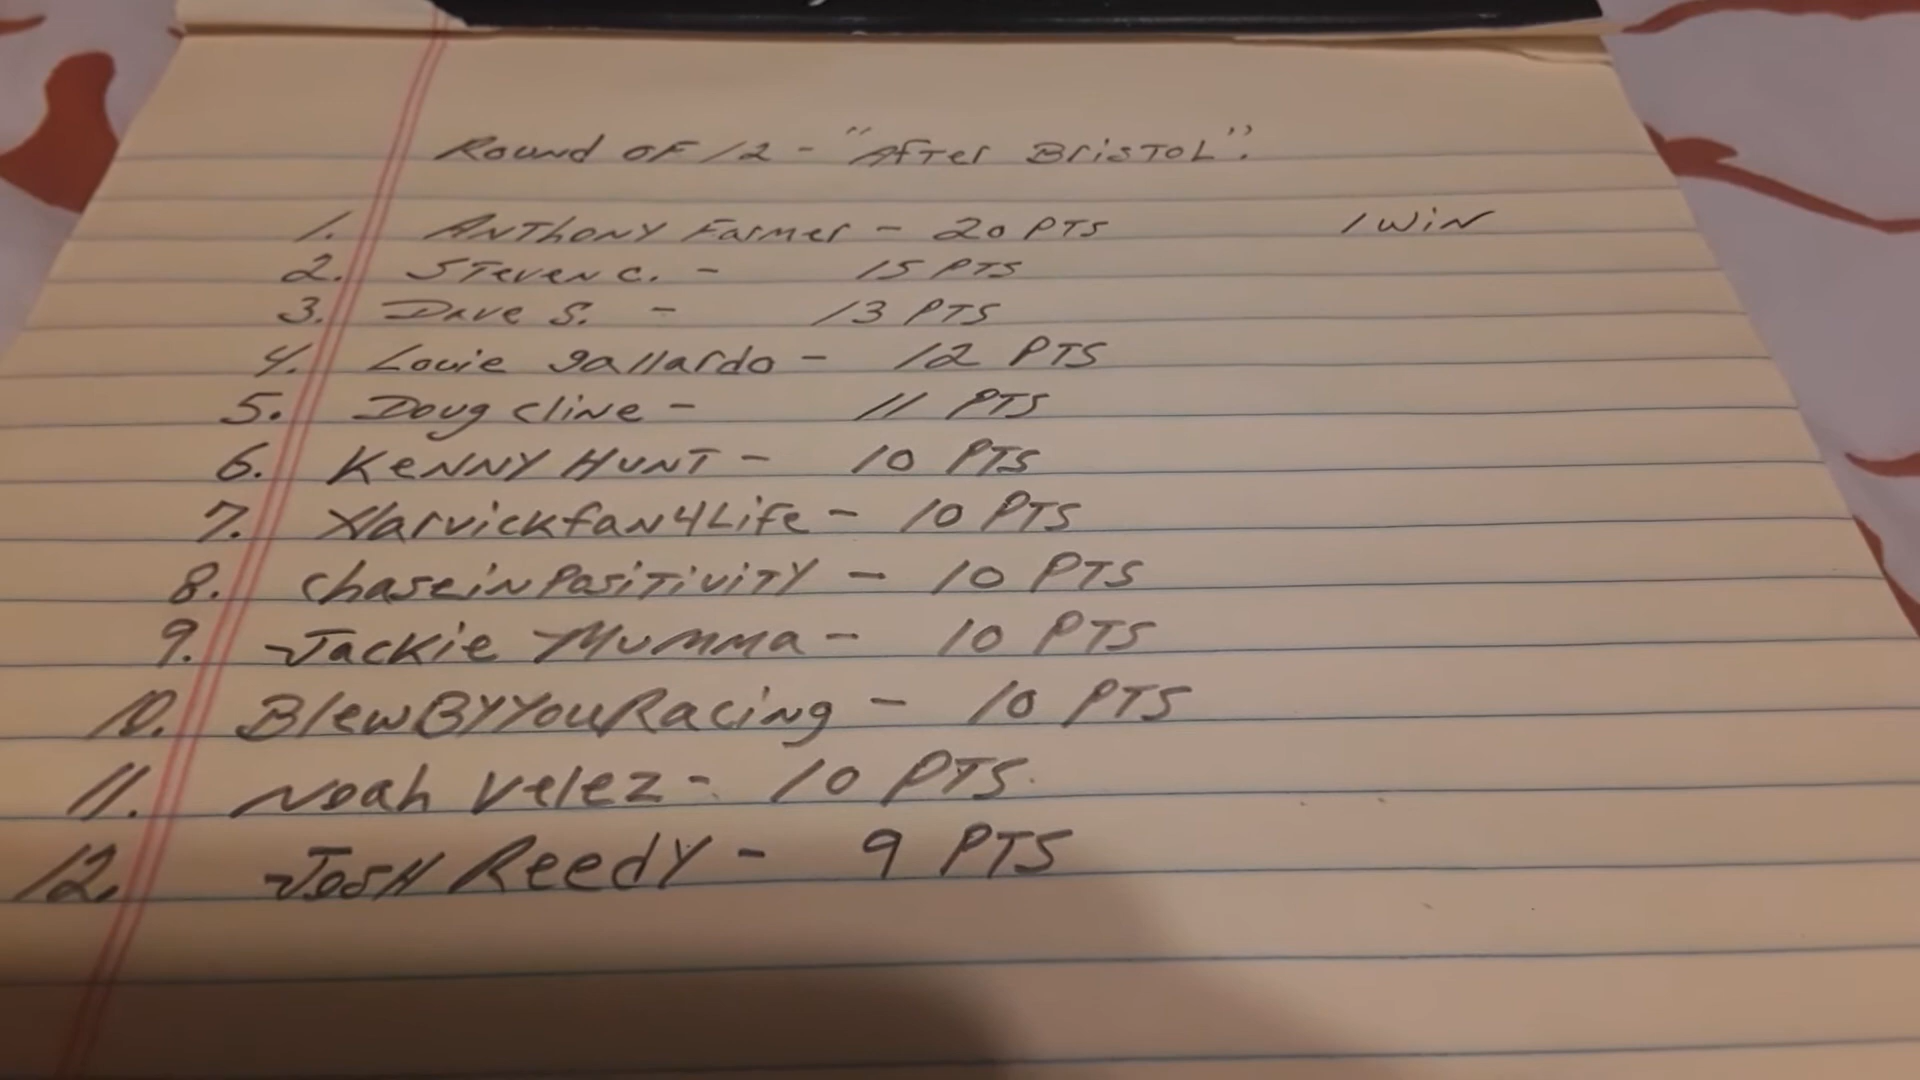 Round of 12 - "After Bristol".
1. Anthony Farmer - 20 PTS 1 Win
2. Steven C. - 15 PTS
3. Dave S. - 13 PTS
4. Louie gallardo - 12 PTS
5. Doug Cline - 11 PTS
6. Kenny Hunt - 10 PTS
7. Harvickfan4Life - 10 PTS
8. ChaseinPositivity - 10 PTS
9. Jackie Mumma - 10 PTS
10. BlewByYouRacing - 10 PTS
11. Noah Velez - 10 PTS.
12. Josh Reedy - 9 PTS